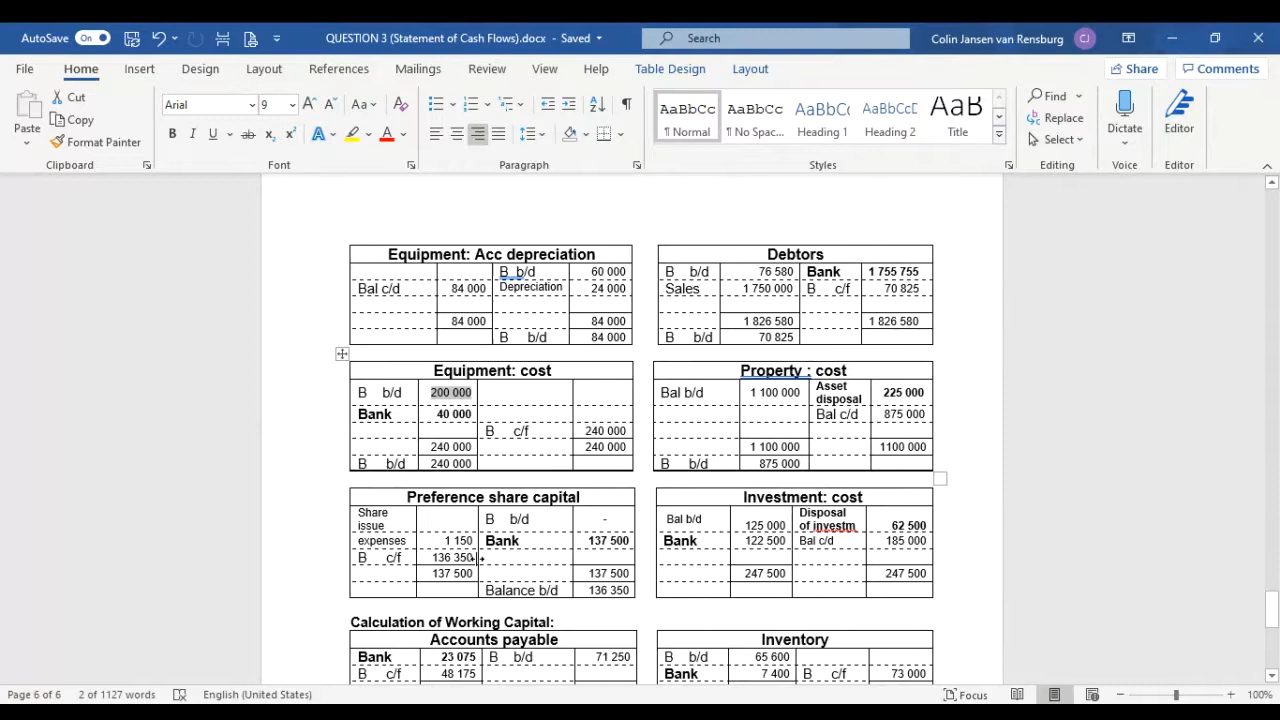 AutoSave On QUESTION 3 (Statement of Cash Flows).docx - Saved Search Colin Jansen van Rensburg CJ
File Home Insert Design Layout References Mailings Review View Help Table Design Layout Share Comments
Paste Cut Copy Format Painter Arial 9 Aa
AaBbCc AaBbCc AaBbC( AaBbCcD AaB
¶ Normal ¶ No Spac... Heading 1 Heading 2 Title
Find Replace Select Dictate Editor
Clipboard Font Paragraph Styles Editing Voice Editor
Equipment: Acc depreciation
B b/d 60 000
Bal c/d 84 000 Depreciation 24 000
84 000 84 000
B b/d 84 000
Debtors
B b/d 76 580 Bank 1 755 755
Sales 1 750 000 B c/f 70 825
1 826 580 1 826 580
B b/d 70 825
Equipment: cost
B b/d 200 000
Bank 40 000
B c/f 240 000
240 000 240 000
B b/d 240 000
Property : cost
Bal b/d 1 100 000 Asset disposal 225 000
Bal c/d 875 000
1 100 000 1100 000
B b/d 875 000
Preference share capital
Share issue B b/d -
expenses 1 150 Bank 137 500
B c/f 136 350
137 500 137 500
Balance b/d 136 350
Investment: cost
Bal b/d 125 000 Disposal of investm 62 500
Bank 122 500 Bal c/d 185 000
247 500 247 500
Calculation of Working Capital:
Accounts payable
Bank 23 075 B b/d 71 250
B c/f 48 175
Inventory
B b/d 65 600
Bank 7 400 B c/f 73 000
Page 6 of 6 2 of 1127 words English (United States) Focus 100%